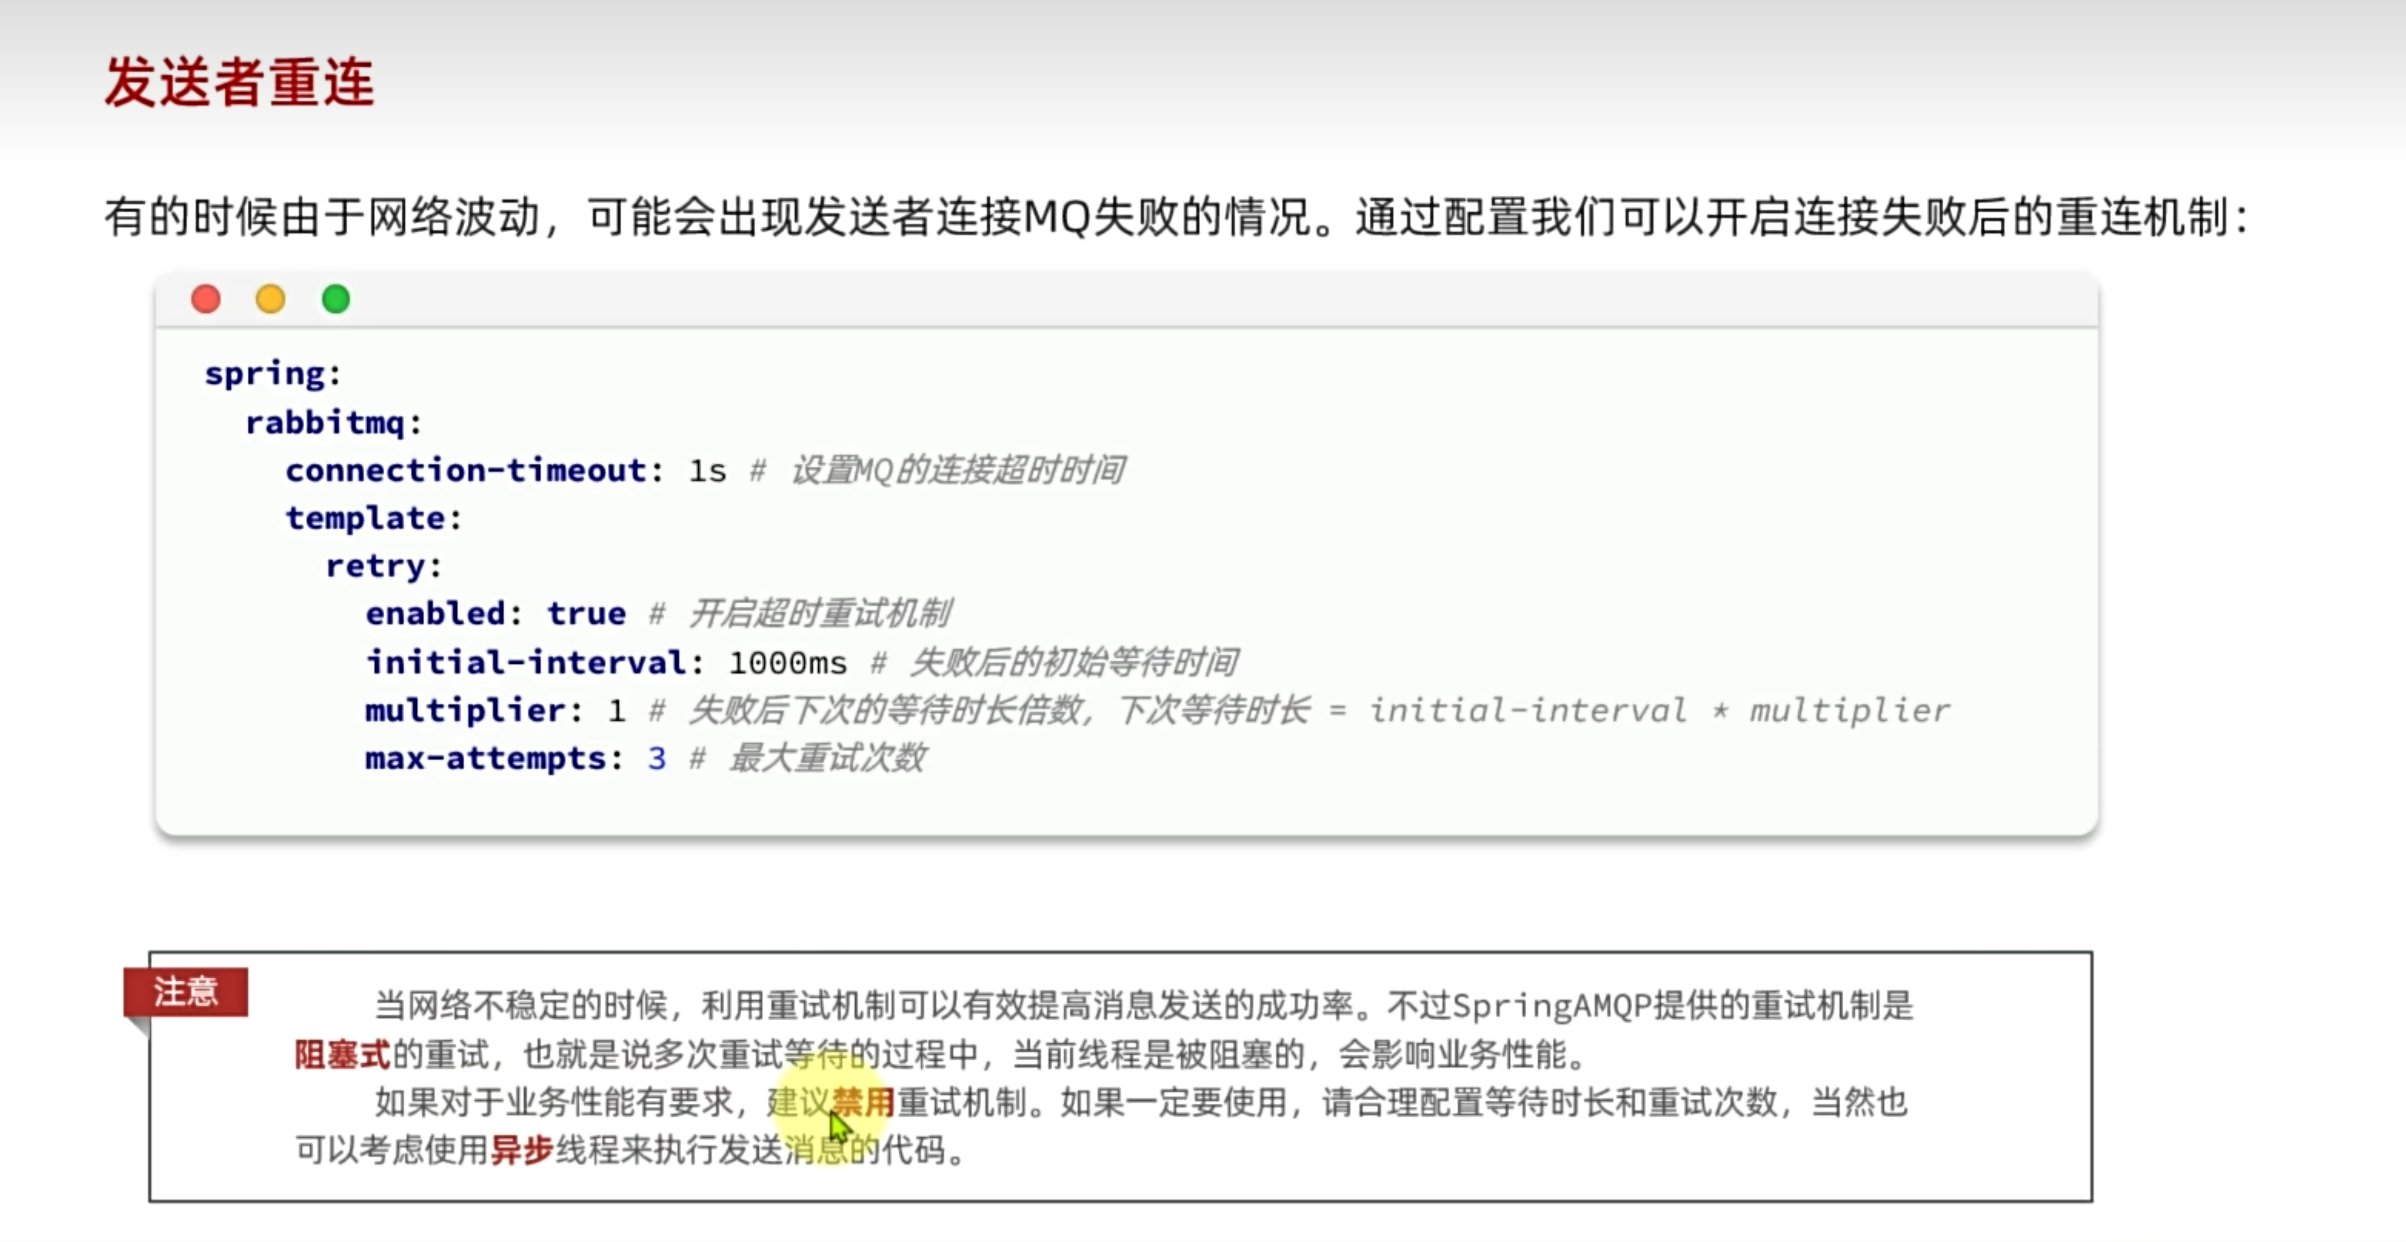 发送者重连
有的时候由于网络波动，可能会出现发送者连接MQ失败的情况。通过配置我们可以开启连接失败后的重连机制：
spring:
  rabbitmq:
    connection-timeout: 1s # 设置MQ的连接超时时间
    template:
      retry:
        enabled: true # 开启超时重试机制
        initial-interval: 1000ms # 失败后的初始等待时间
        multiplier: 1 # 失败后下次的等待时长倍数，下次等待时长 = initial-interval * multiplier
        max-attempts: 3 # 最大重试次数
注意
当网络不稳定的时候，利用重试机制可以有效提高消息发送的成功率。不过SpringAMQP提供的重试机制是
阻塞式的重试，也就是说多次重试等待的过程中，当前线程是被阻塞的，会影响业务性能。
如果对于业务性能有要求，建议禁用重试机制。如果一定要使用，请合理配置等待时长和重试次数，当然也
可以考虑使用异步线程来执行发送消息的代码。